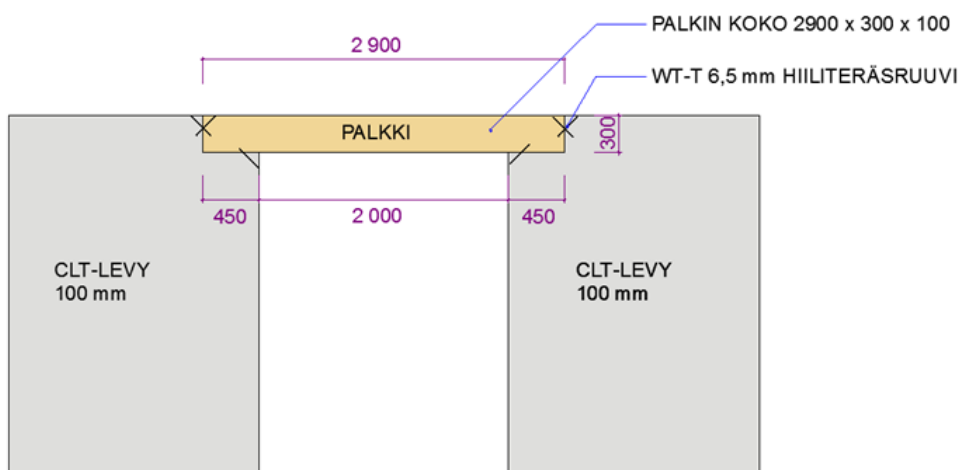 PALKIN KOKO 2900 x 300 x 100
2 900
WT-T 6,5 mm HIILITERÄSRUUVI
PALKKI
300
450
2 000
450
CLT-LEVY
100 mm
CLT-LEVY
100 mm